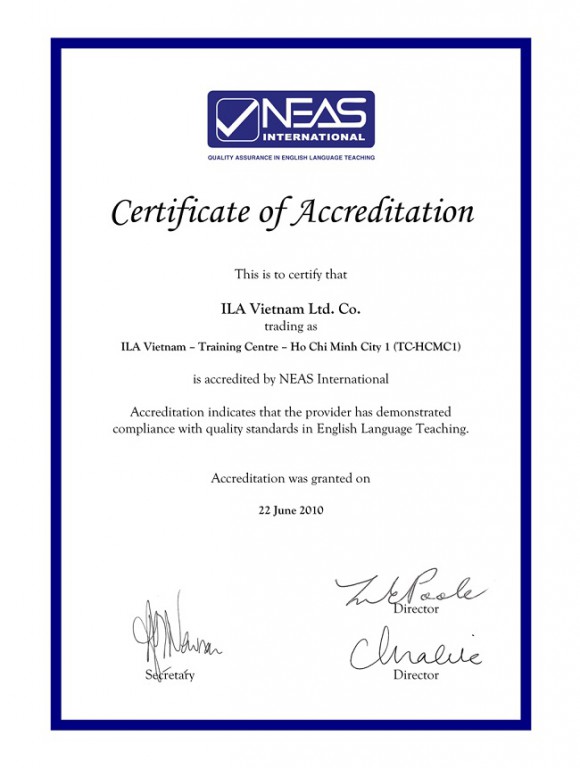 NEAS
INTERNATIONAL
QUALITY ASSURANCE IN ENGLISH LANGUAGE TEACHING
Certificate of Accreditation
This is to certify that
ILA Vietnam Ltd. Co.
trading as
ILA Vietnam – Training Centre – Ho Chi Minh City 1 (TC-HCMC1)
is accredited by NEAS International
Accreditation indicates that the provider has demonstrated
compliance with quality standards in English Language Teaching.
Accreditation was granted on
22 June 2010
Director
Secretary
Director